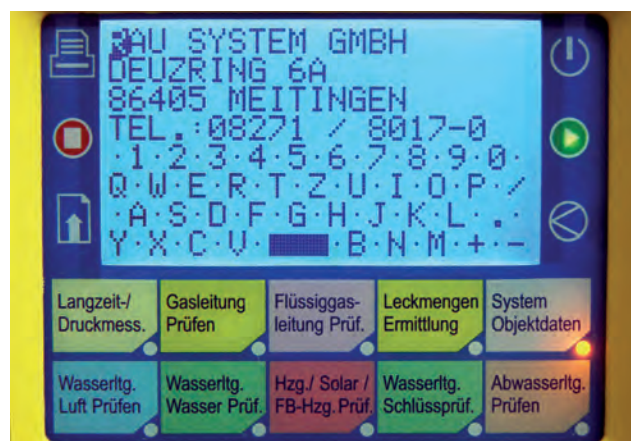 BAU SYSTEM GMBH
DEUZRING 6A
86405 MEITINGEN
TEL.:08271 / 8017-0
·1·2·3·4·5·6·7·8·9·0·
Q·W·E·R·T·Z·U·I·O·P·/
·A·S·D·F·G·H·J·K·L·.·
Y·X·C·V· ·B·N·M·+·-
Langzeit-/ Druckmess.
Gasleitung Prüfen
Flüssiggas- leitung Prüf.
Leckmengen Ermittlung
System Objektdaten
Wasserltg. Luft Prüfen
Wasserltg. Wasser Prüf.
Hzg./ Solar / FB-Hzg. Prüf.
Wasserltg. Schlüssprüf.
Abwasserltg. Prüfen